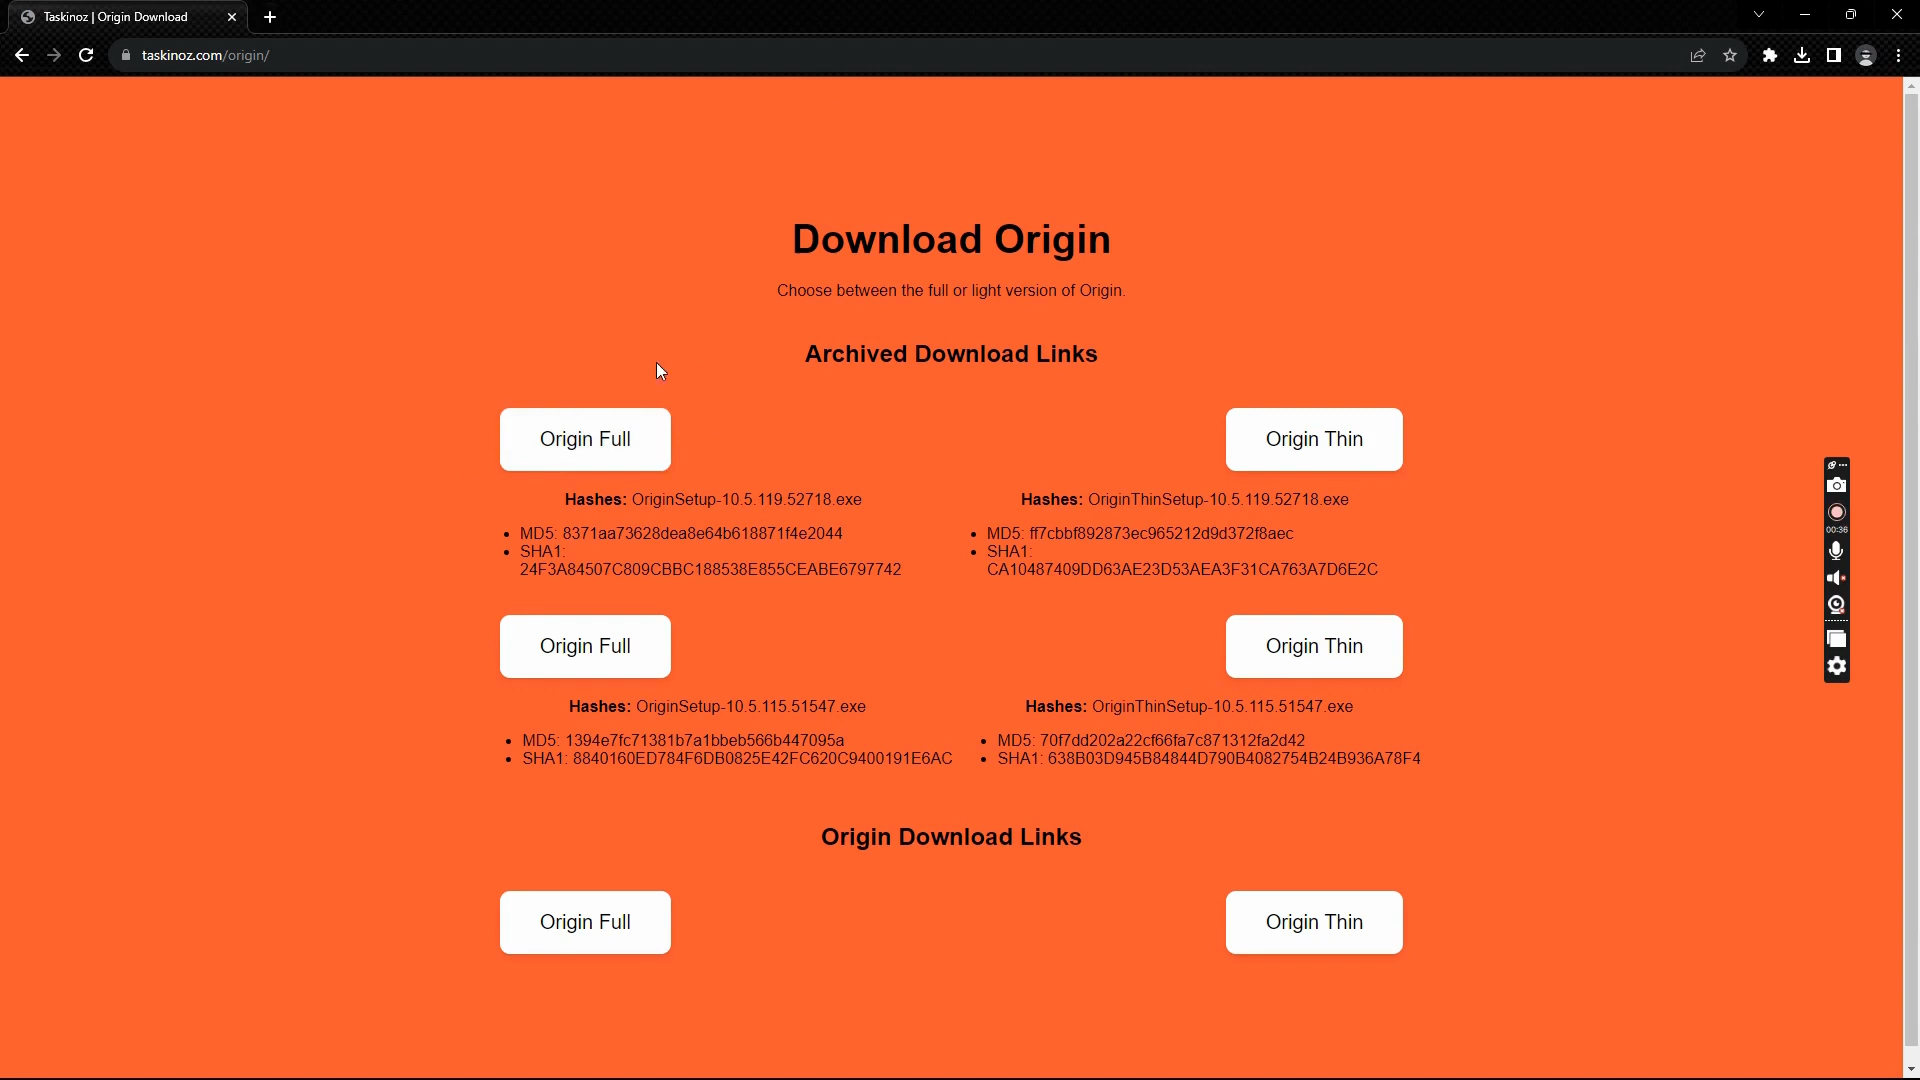 Taskinoz | Origin Download
taskinoz.com/origin/
Download Origin
Choose between the full or light version of Origin.
Archived Download Links
Origin Full
Origin Thin
Hashes: OriginSetup-10.5.119.52718.exe
Hashes: OriginThinSetup-10.5.119.52718.exe
MD5: 8371aa73628dea8e64b618871f4e2044
SHA1:
24F3A84507C809CBBC188538E855CEABE6797742
MD5: ff7cbbf892873ec965212d9d372f8aec
SHA1:
CA10487409DD63AE23D53AEA3F31CA763A7D6E2C
00:36
Origin Full
Origin Thin
Hashes: OriginSetup-10.5.115.51547.exe
Hashes: OriginThinSetup-10.5.115.51547.exe
MD5: 1394e7fc71381b7a1bbeb566b447095a
SHA1: 8840160ED784F6DB0825E42FC620C9400191E6AC
MD5: 70f7dd202a22cf66fa7c871312fa2d42
SHA1: 638B03D945B84844D790B4082754B24B936A78F4
Origin Download Links
Origin Full
Origin Thin